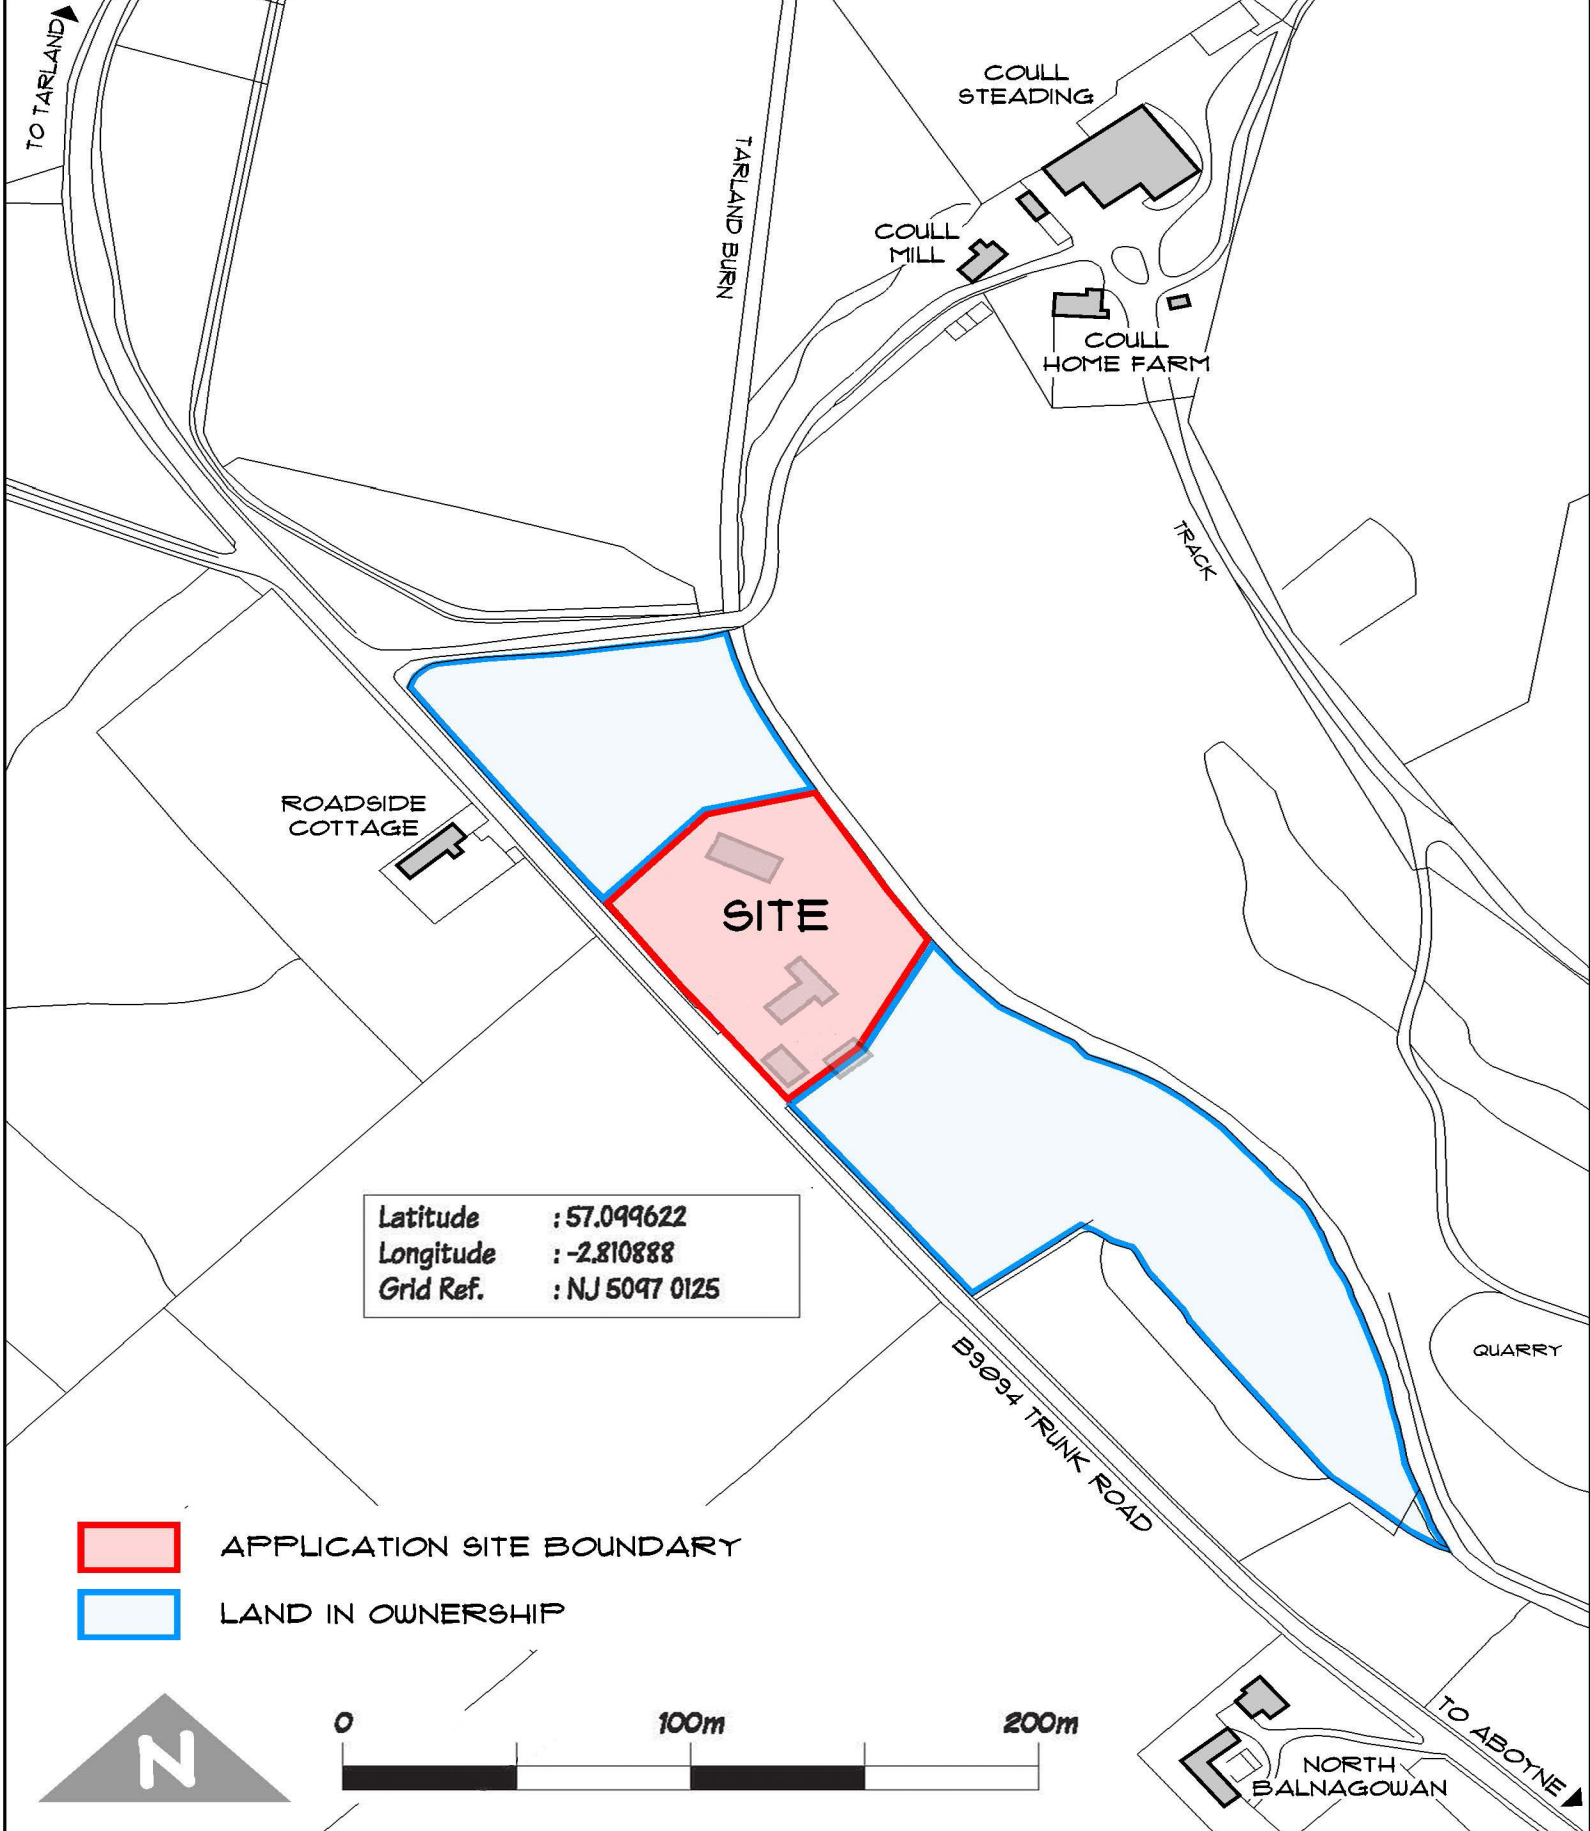 TO TARLAND
COULL
STEADING
TARLAND BURN
COULL
MILL
COULL
HOME FARM
TRACK
ROADSIDE
COTTAGE
SITE
Latitude : 57.099622
Longitude : -2.810888
Grid Ref. : NJ 5097 0125
B9094 TRUNK ROAD
QUARRY
APPLICATION SITE BOUNDARY
LAND IN OWNERSHIP
N
0 100m 200m
TO ABOYNE
NORTH
BALNAGOWAN